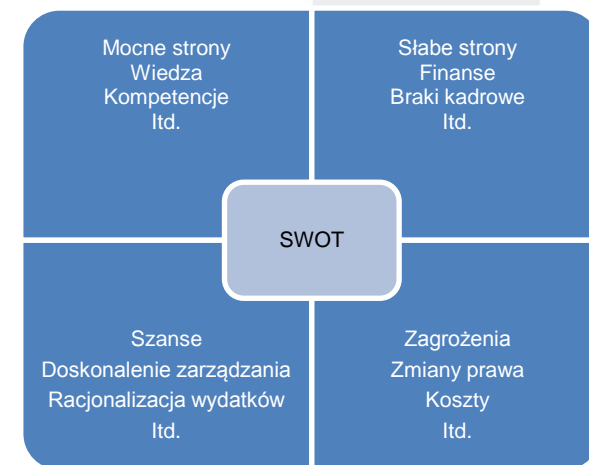 Mocne strony
Wiedza
Kompetencje
Itd.
Słabe strony
Finanse
Braki kadrowe
Itd.
SWOT
Szanse
Doskonalenie zarządzania
Racjonalizacja wydatków
Itd.
Zagrożenia
Zmiany prawa
Koszty
Itd.